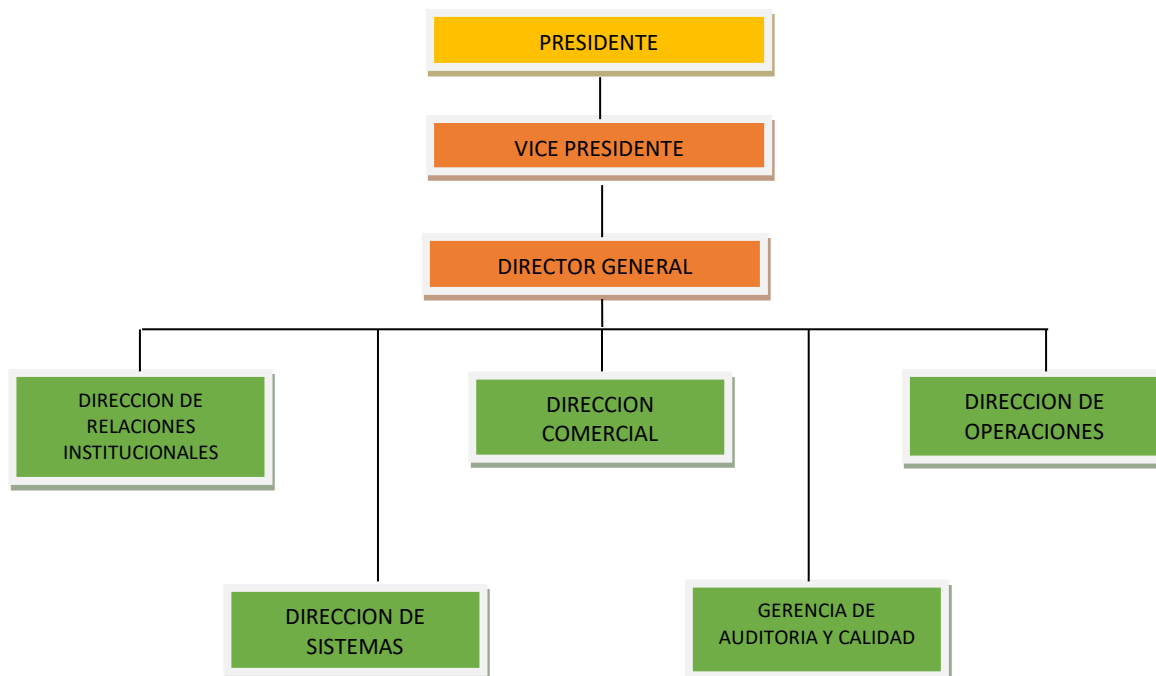 PRESIDENTE
VICE PRESIDENTE
DIRECTOR GENERAL
DIRECCION DE
RELACIONES
INSTITUCIONALES
DIRECCION
COMERCIAL
DIRECCION DE
OPERACIONES
DIRECCION DE
SISTEMAS
GERENCIA DE
AUDITORIA Y CALIDAD